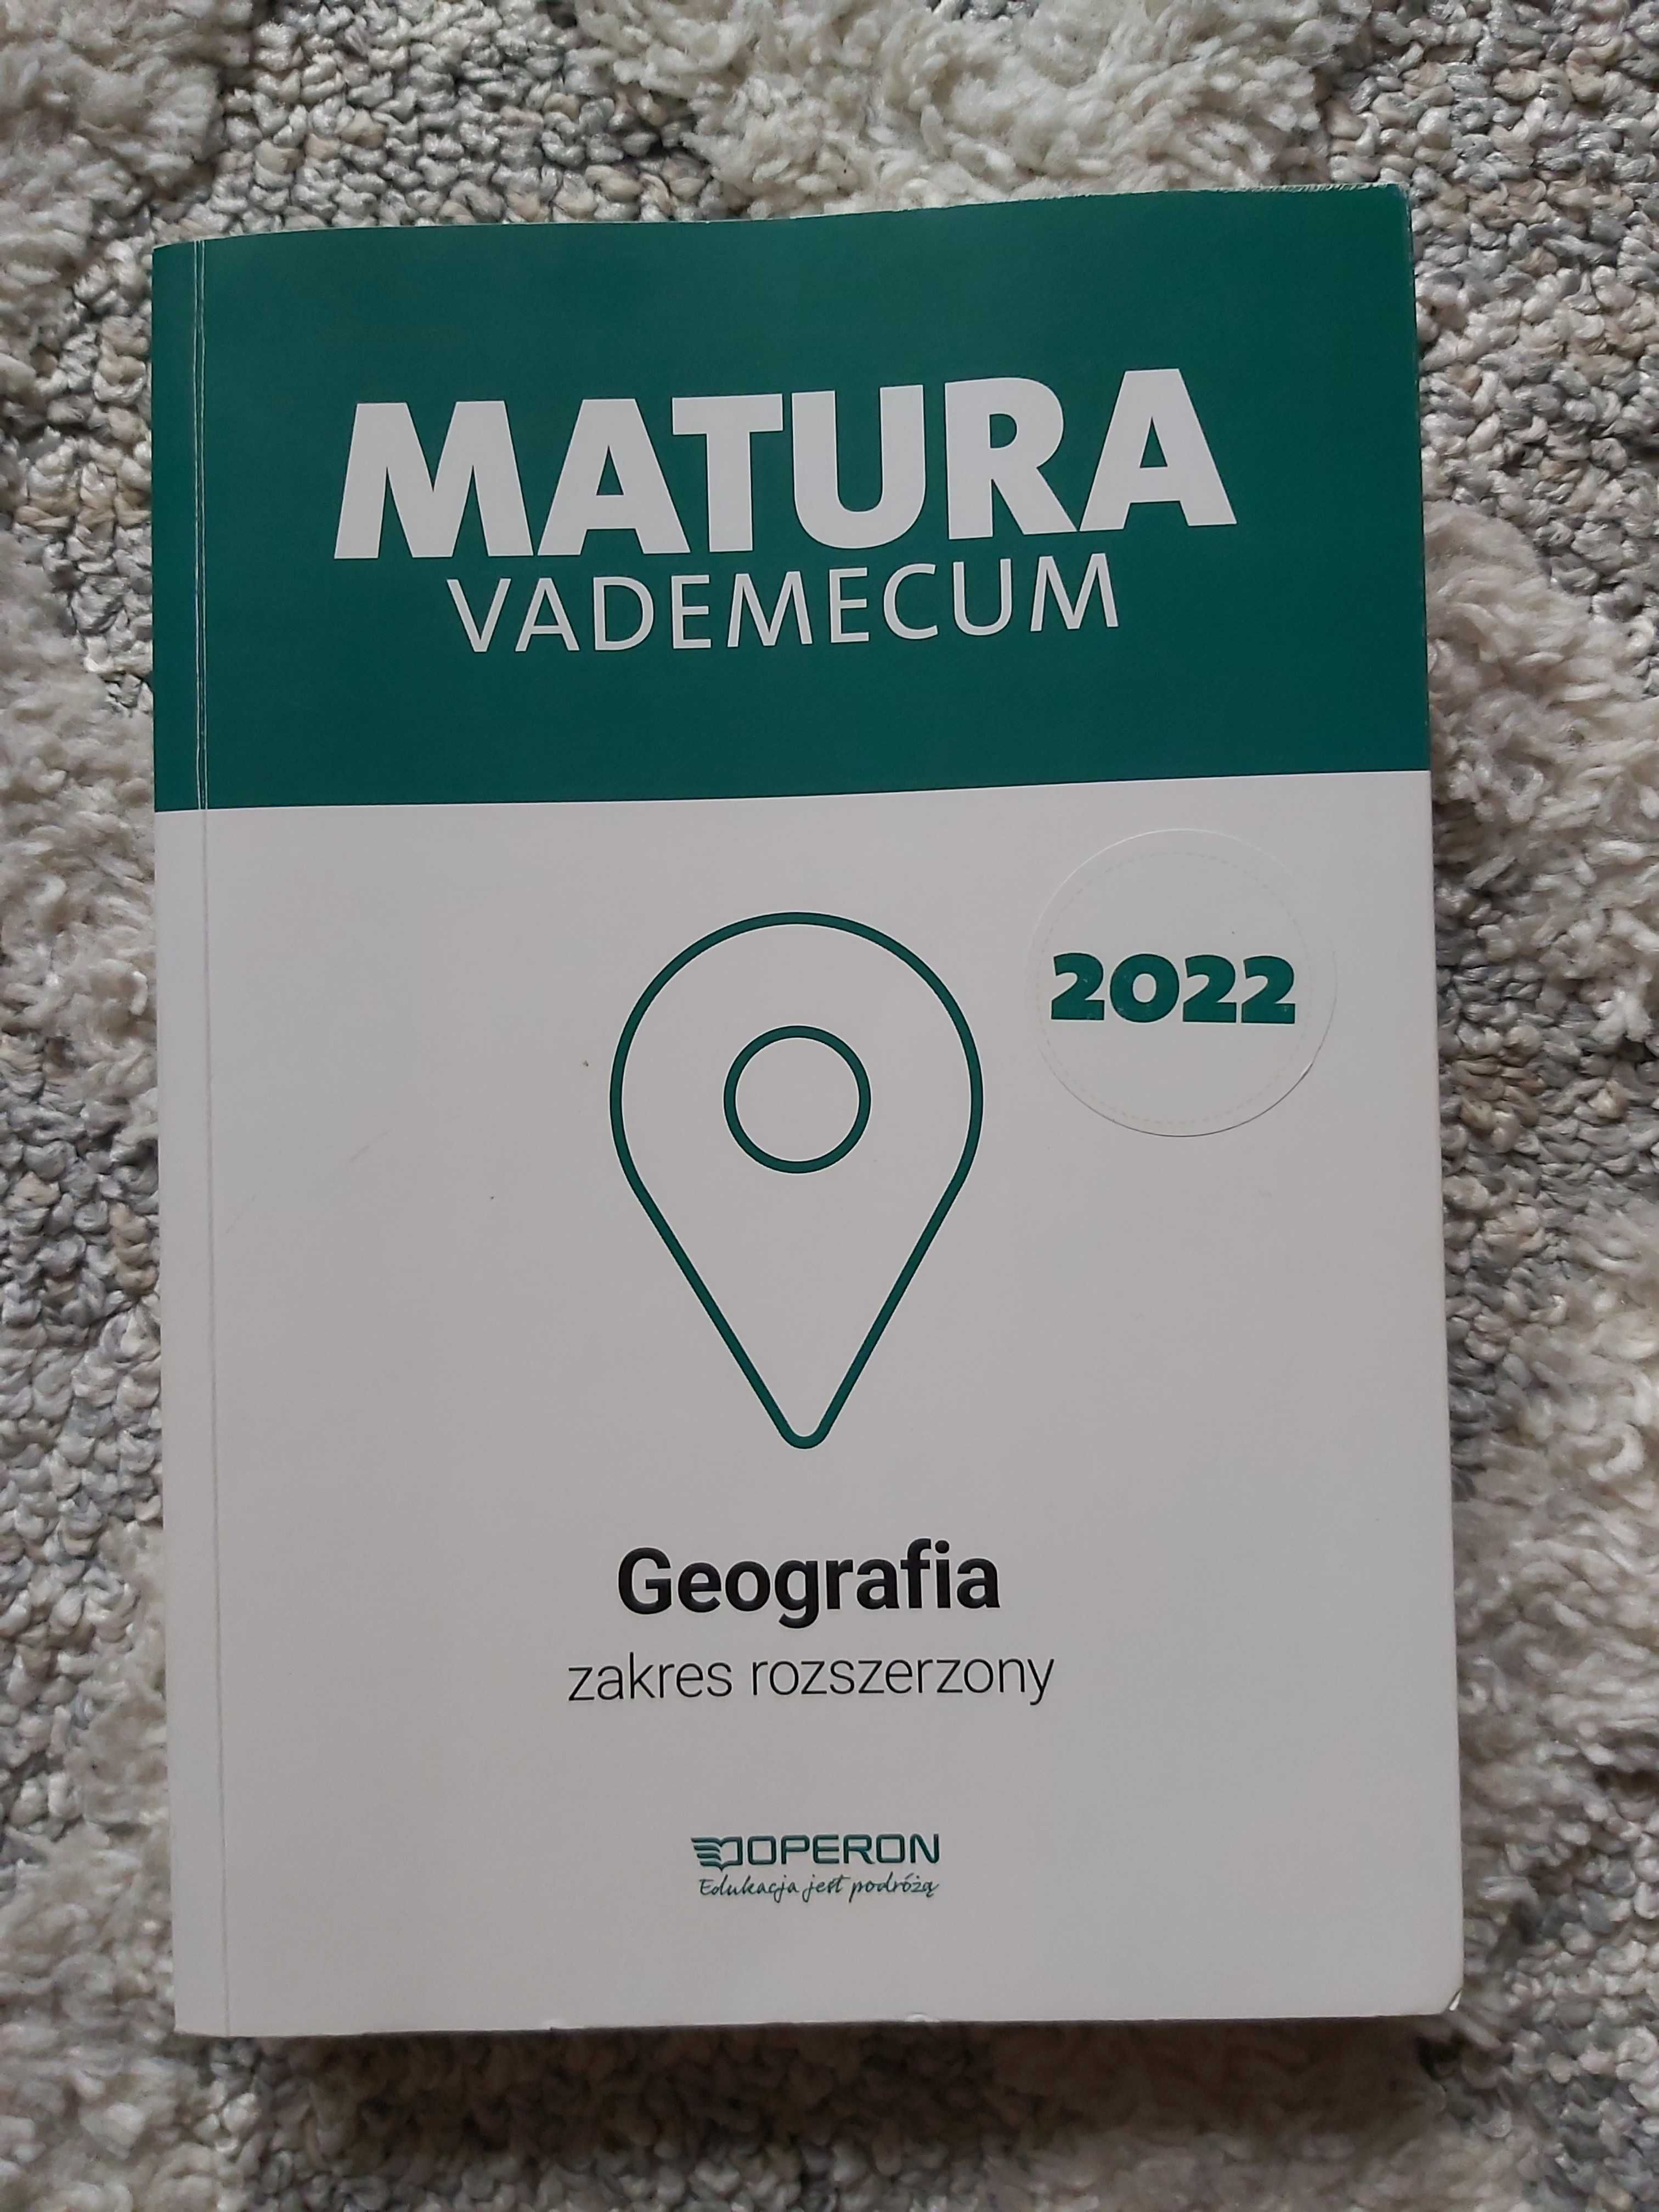 MATURA
VADEMECUM
2022
Geografia
zakres rozszerzony
OPERON
Edukacja jest podróżą